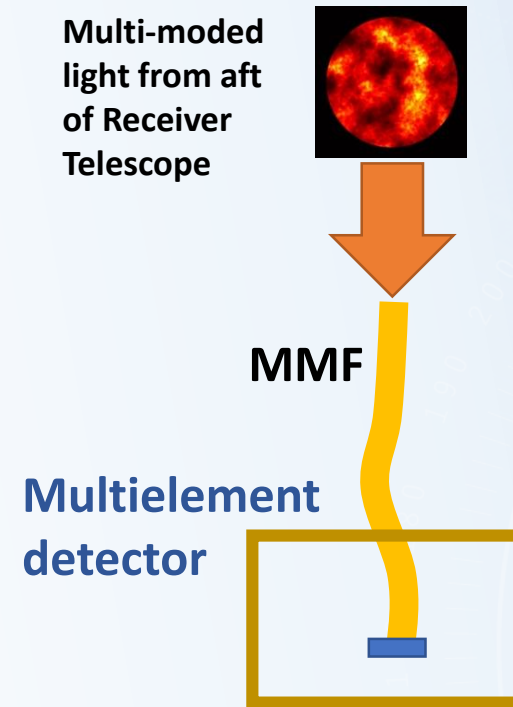 Multi-moded
light from aft
of Receiver
Telescope
MMF
Multielement
detector